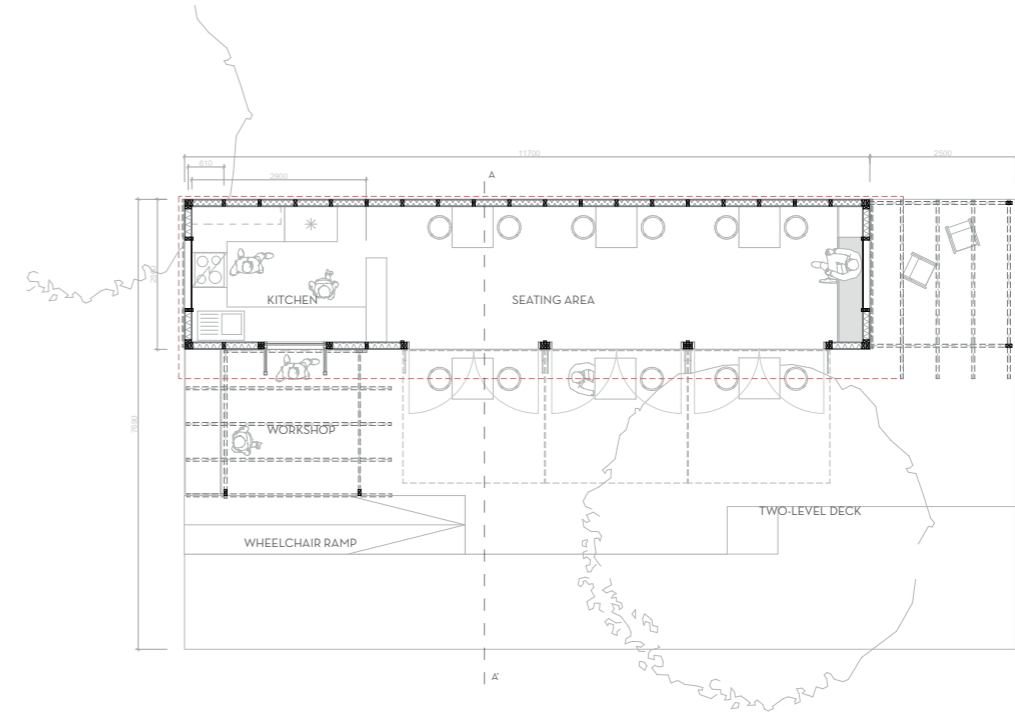 11700
2500
610
A
2900
KITCHEN
SEATING AREA
WORKSHOP
TWO-LEVEL DECK
WHEELCHAIR RAMP
A'